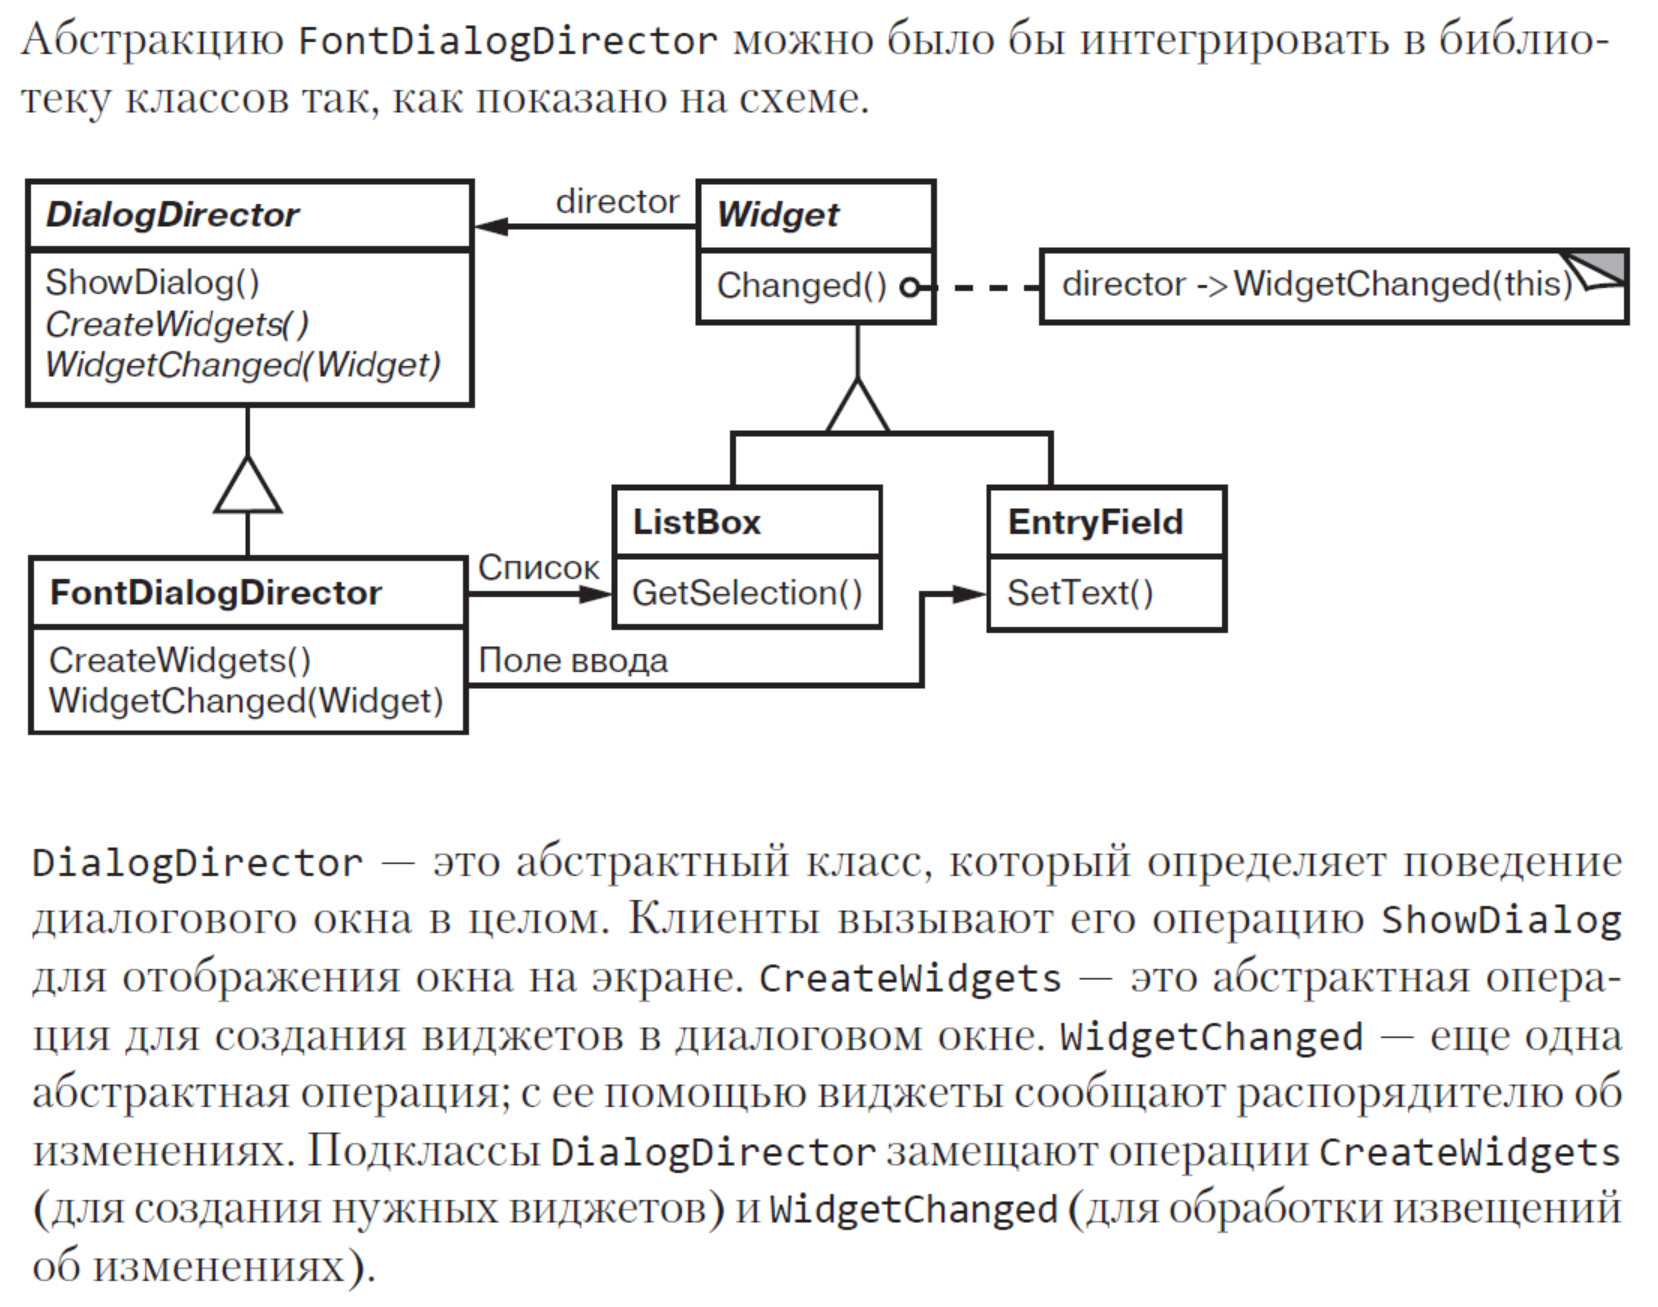 Абстракцию FontDialogDirector можно было бы интегрировать в библио-
теку классов так, как показано на схеме.
DialogDirector
ShowDialog()
CreateWidgets()
WidgetChanged(Widget)
director
Widget
Changed()
director ->WidgetChanged(this)
FontDialogDirector
CreateWidgets()
WidgetChanged(Widget)
Список
Поле ввода
ListBox
GetSelection()
EntryField
SetText()
DialogDirector — это абстрактный класс, который определяет поведение
диалогового окна в целом. Клиенты вызывают его операцию ShowDialog
для отображения окна на экране. CreateWidgets — это абстрактная опера-
ция для создания виджетов в диалоговом окне. WidgetChanged — еще одна
абстрактная операция; с ее помощью виджеты сообщают распорядителю об
изменениях. Подклассы DialogDirector замещают операции CreateWidgets
(для создания нужных виджетов) и WidgetChanged (для обработки извещений
об изменениях).